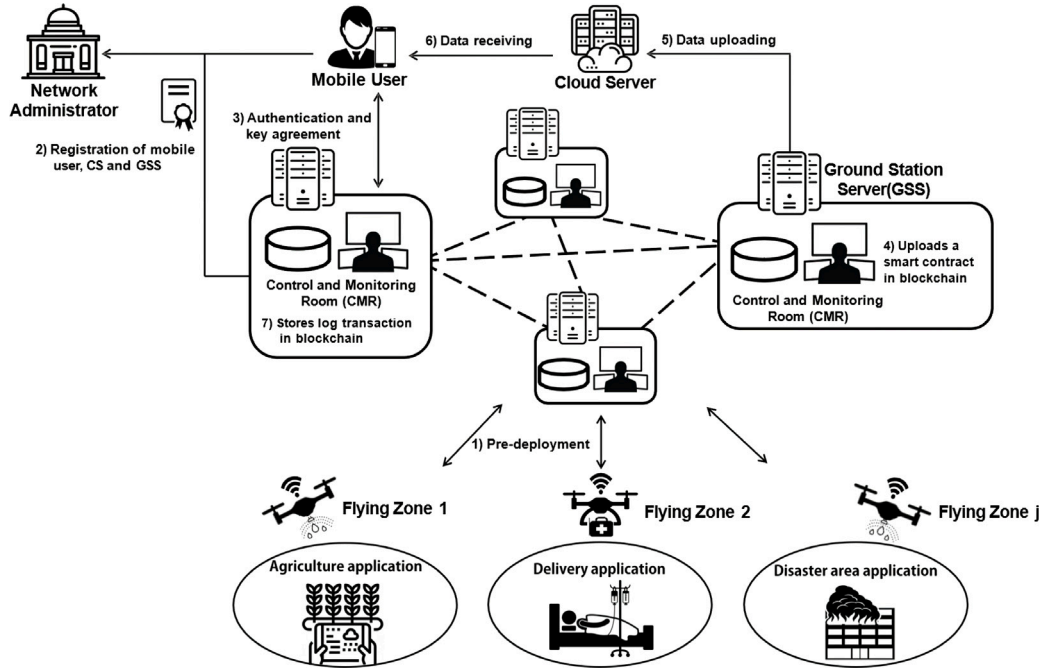 Network
Administrator
Mobile User
6) Data receiving
Cloud Server
5) Data uploading
2) Registration of mobile
user, CS and GSS
3) Authentication and
key agreement
Ground Station
Server(GSS)
Control and Monitoring
Room (CMR)
7) Stores log transaction
in blockchain
4) Uploads a
smart contract
in blockchain
Control and Monitoring
Room (CMR)
1) Pre-deployment
Flying Zone 1
Flying Zone 2
Flying Zone j
Agriculture application
Delivery application
Disaster area application